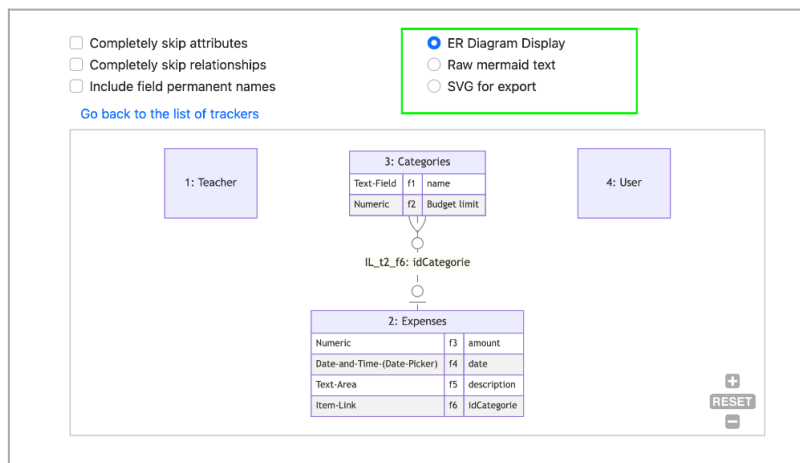 Completely skip attributes
Completely skip relationships
Include field permanent names
Go back to the list of trackers
ER Diagram Display
Raw mermaid text
SVG for export
1: Teacher
3: Categories
Text-Field f1 name
Numeric f2 Budget limit
4: User
IL_t2_f6: idCategorie
2: Expenses
Numeric f3 amount
Date-and-Time-(Date-Picker) f4 date
Text-Area f5 description
Item-Link f6 idCategorie
RESET